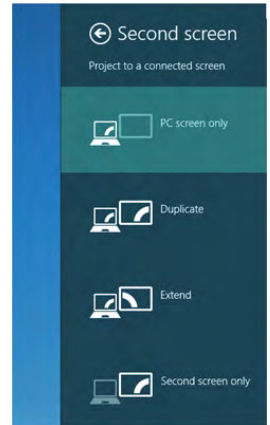 Second screen
Project to a connected screen
PC screen only
Duplicate
Extend
Second screen only